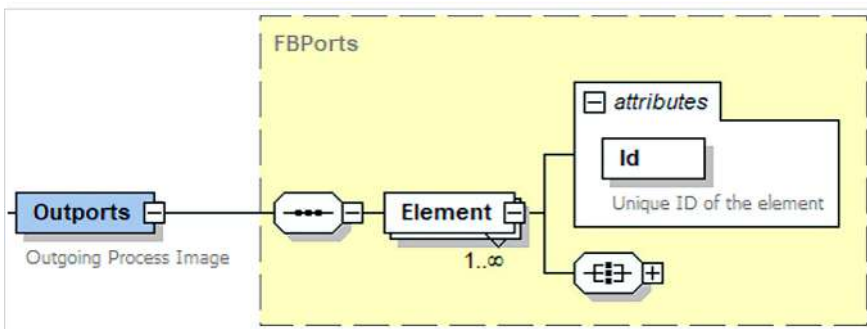 FBPorts
attributes
Id
Unique ID of the element
Outports
Element
Outgoing Process Image
1..∞